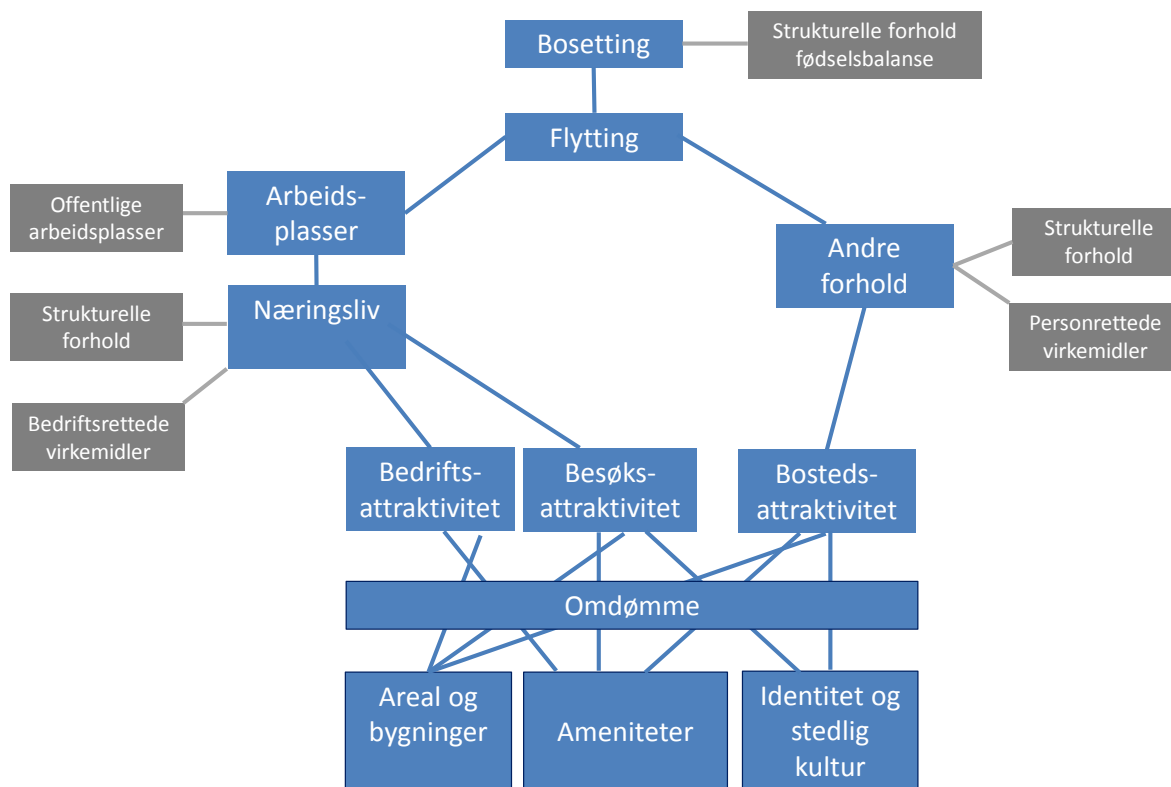 Bosetting
Strukturelle forhold
fødselsbalanse
Flytting
Offentlige
arbeidsplasser
Arbeids-
plasser
Andre
forhold
Strukturelle
forhold
Strukturelle
forhold
Næringsliv
Personrettede
virkemidler
Bedriftsrettede
virkemidler
Bedrifts-
attraktivitet
Besøks-
attraktivitet
Bosteds-
attraktivitet
Omdømme
Areal og
bygninger
Ameniteter
Identitet og
stedlig
kultur